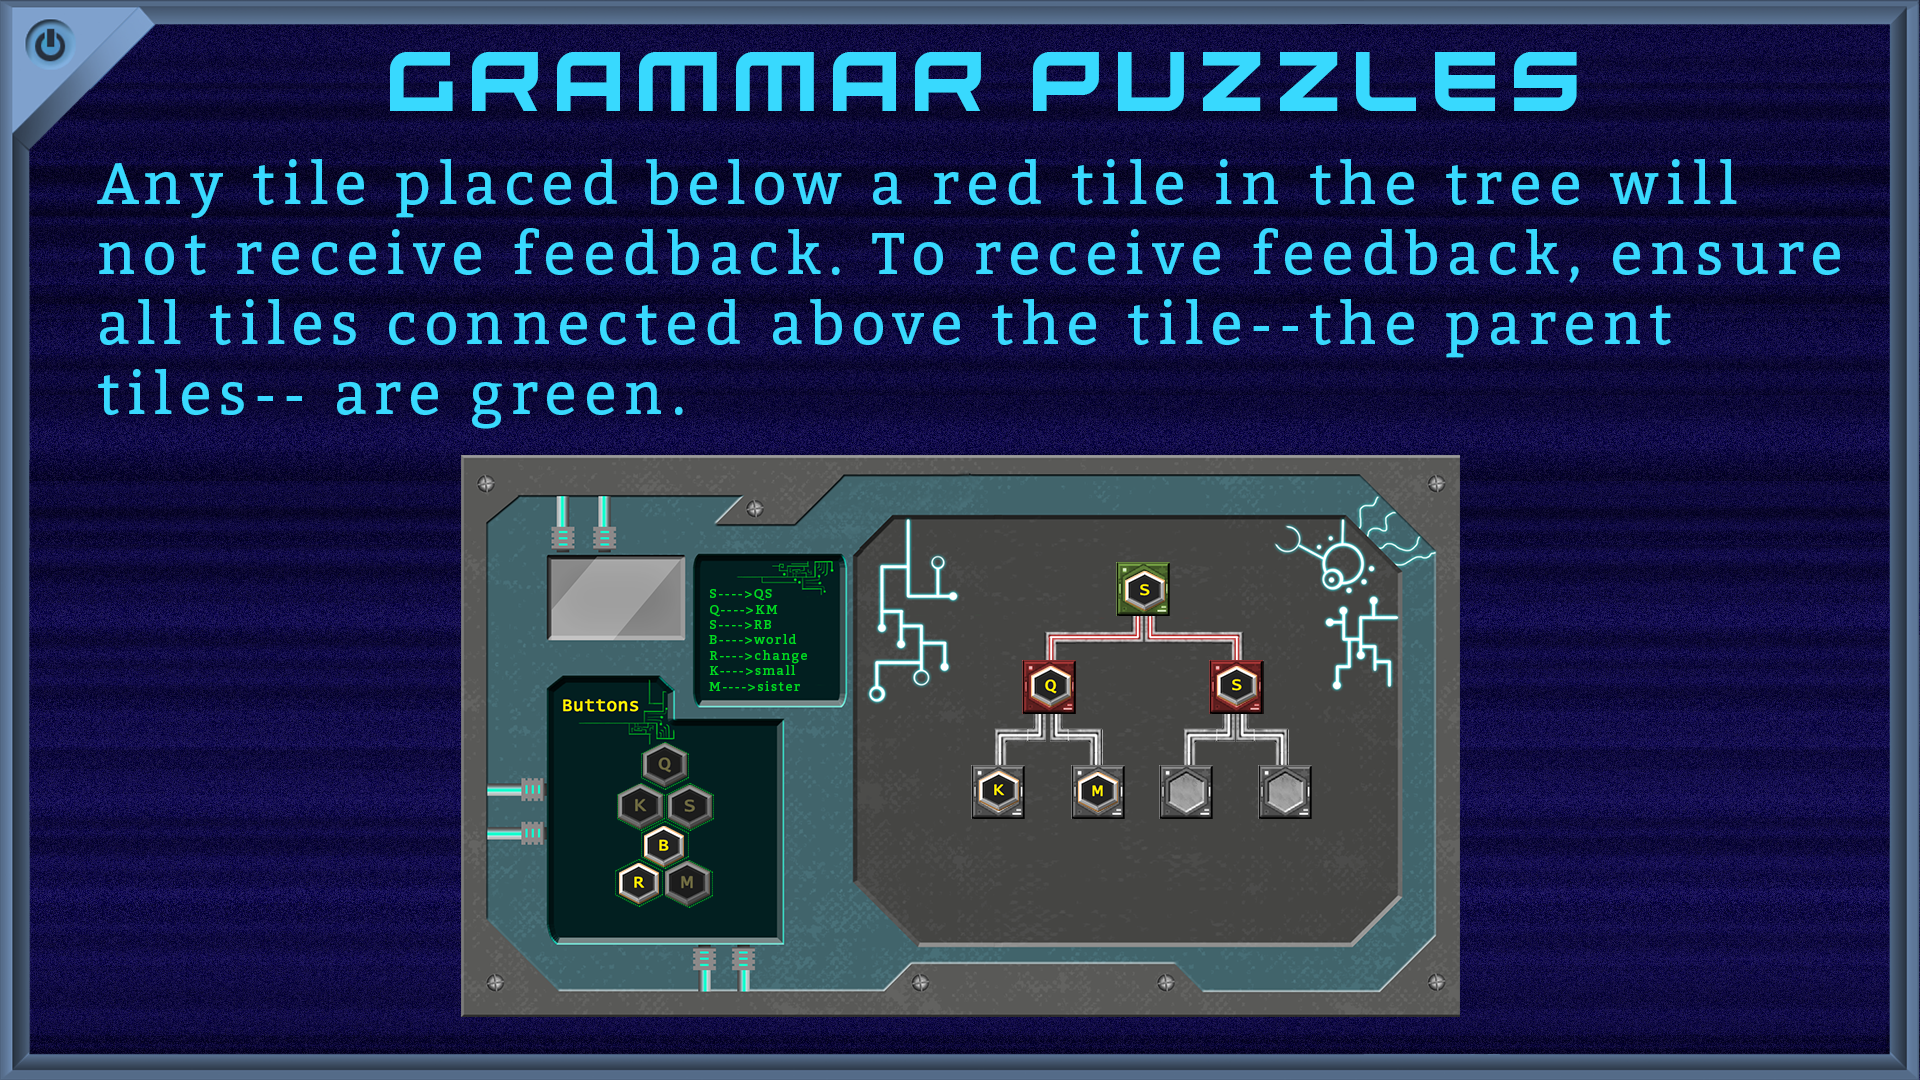 GRAMMAR PUZZLES
Any tile placed below a red tile in the tree will
not receive feedback. To receive feedback, ensure
all tiles connected above the tile--the parent
tiles-- are green.
S---->QS
Q---->KM
S---->RB
B---->world
R---->change
K---->small
M---->sister
Buttons
Q
K S
B
R M
S
Q S
K M